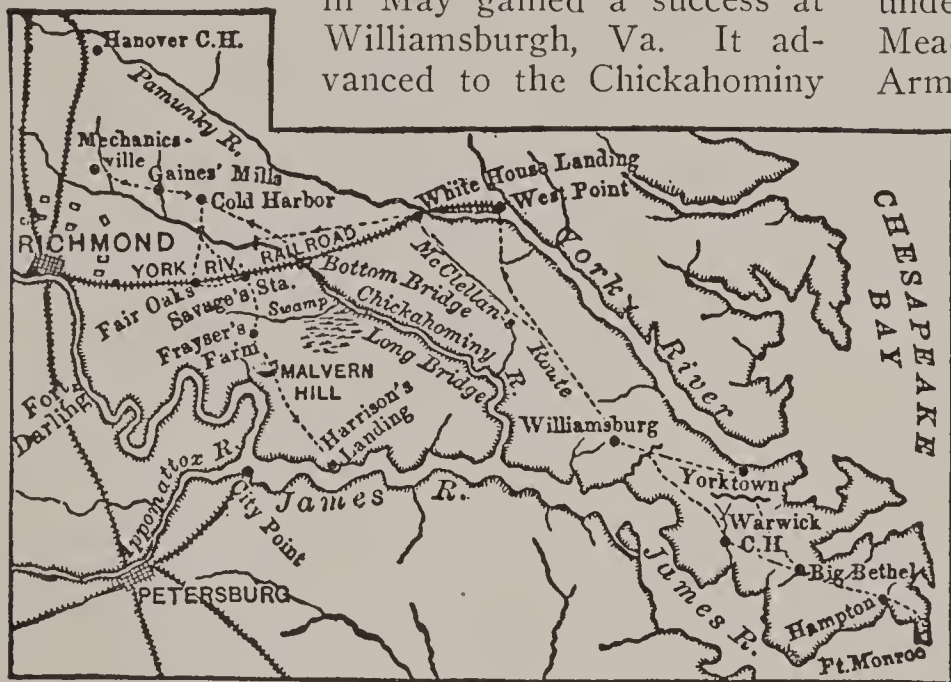 in May gained a success at
Williamsburgh, Va. It ad-
vanced to the Chickahominy
Hanover C.H.
Pamunky R.
Mechanics-
ville
Gaines' Mills
Cold Harbor
White House Landing
West Point
RICHMOND
YORK RIV. RAILROAD
Fair Oaks
Savage's Sta.
Bottom Bridge
McClellan's
Route
York River
CHESAPEAKE
BAY
Swamp
Chickahominy
R.
Long Bridge
Frayser's
Farm
MALVERN
HILL
Fort
Darling
Harrison's
Landing
Williamsburg
Yorktown
Appomattox R.
City Point
James R.
Warwick
C.H
James R.
Big Bethel
PETERSBURG
Hampton
Ft. Monroe